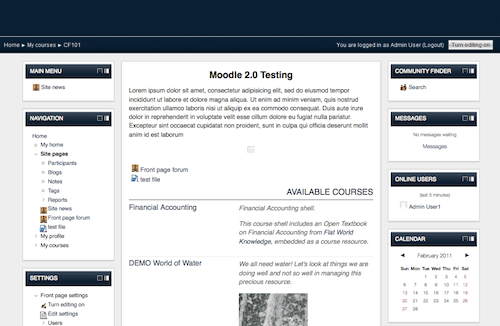 Home ► My courses ► CF101
You are logged in as Admin User (Logout)
Turn editing on
MAIN MENU
Site news
NAVIGATION
Home
My home
Site pages
Participants
Blogs
Notes
Tags
Reports
Site news
Front page forum
test file
My profile
My courses
SETTINGS
Front page settings
Turn editing on
Edit settings
Users
Moodle 2.0 Testing
Lorem ipsum dolor sit amet, consectetur adipisicing elit, sed do eiusmod tempor
incididunt ut labore et dolore magna aliqua. Ut enim ad minim veniam, quis nostrud
exercitation ullamco laboris nisi ut aliquip ex ea commodo consequat. Duis aute irure
dolor in reprehenderit in voluptate velit esse cillum dolore eu fugiat nulla pariatur.
Excepteur sint occaecat cupidatat non proident, sunt in culpa qui officia deserunt mollit
anim id est laborum
Front page forum
test file
AVAILABLE COURSES
Financial Accounting
Financial Accounting shell.
This course shell includes an Open Textbook
on Financial Accounting from Flat World
Knowledge, embedded as a course resource.
DEMO World of Water
We all need water! Let's look at things we are
doing well and not so well in managing this
precious resource.
COMMUNITY FINDER
Search
MESSAGES
No messages waiting
Messages
ONLINE USERS
(last 5 minutes)
Admin User1
CALENDAR
◄ February 2011 ►
Sun Mon Tue Wed Thu Fri Sat
1 2 3 4 5
6 7 8 9 10 11 12
13 14 15 16 17 18 19
20 21 22 23 24 25 26
27 28